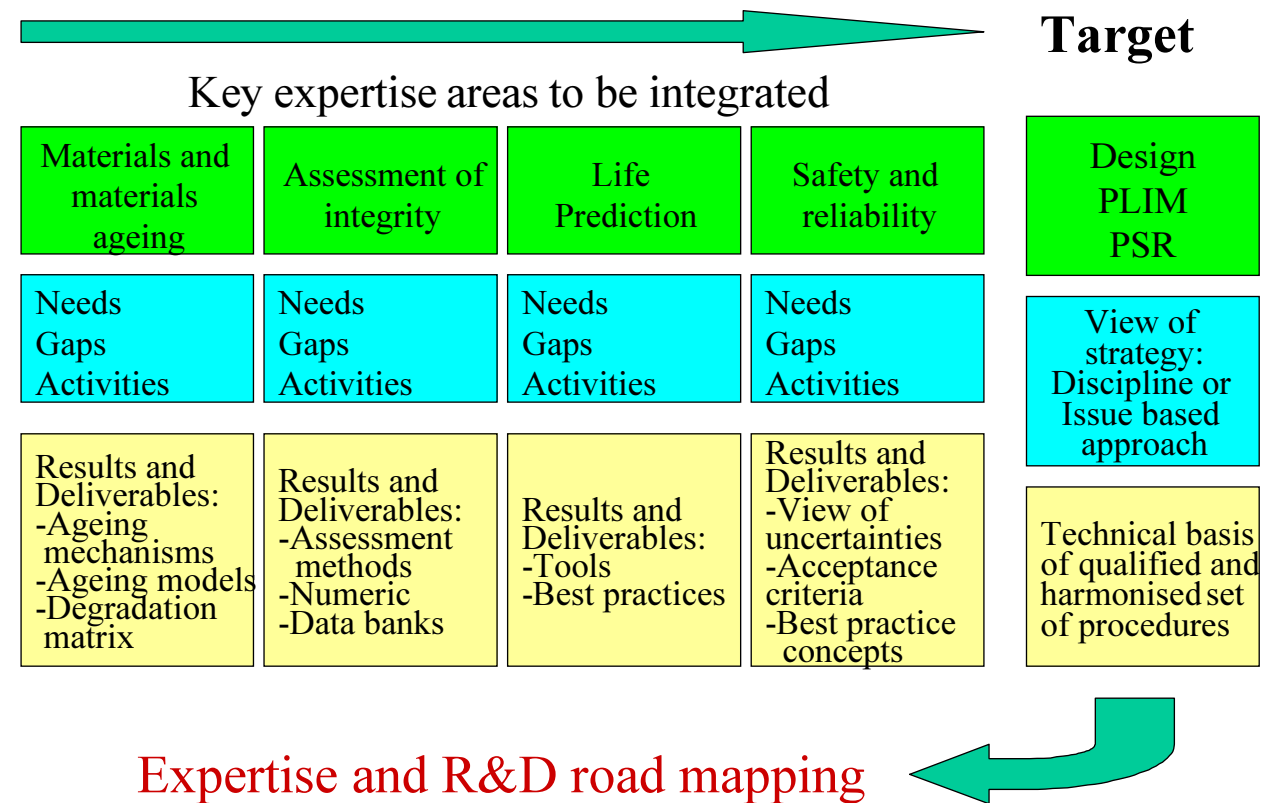 Target
Key expertise areas to be integrated
Materials and
materials
ageing
Assessment of
integrity
Life
Prediction
Safety and
reliability
Design
PLIM
PSR
Needs
Gaps
Activities
Needs
Gaps
Activities
Needs
Gaps
Activities
Needs
Gaps
Activities
View of
strategy:
Discipline or
Issue based
approach
Results and
Deliverables:
-Ageing
mechanisms
-Ageing models
-Degradation
matrix
Results and
Deliverables:
-Assessment
methods
-Numeric
-Data banks
Results and
Deliverables:
-Tools
-Best practices
Results and
Deliverables:
-View of
uncertainties
-Acceptance
criteria
-Best practice
concepts
Technical basis
of qualified and
harmonised set
of procedures
Expertise and R&D road mapping